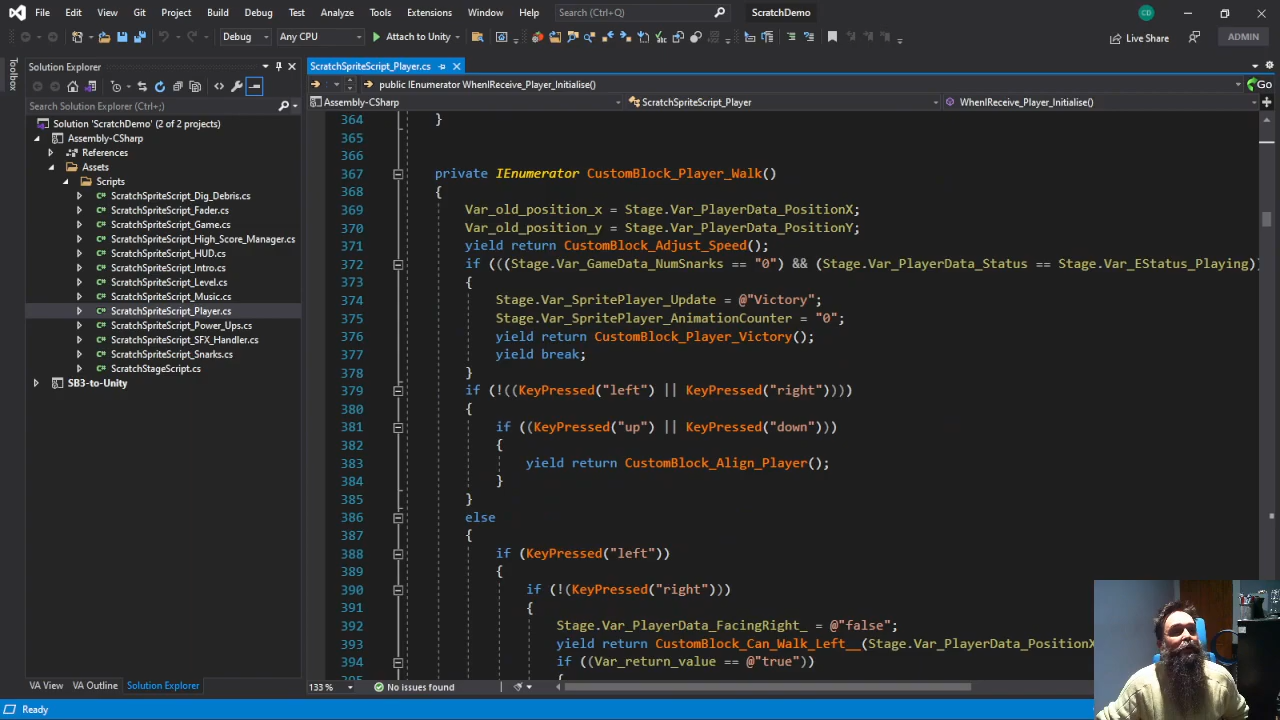 File Edit View Git Project Build Debug Test Analyze Tools Extensions Window Help Search (Ctrl+Q) ScratchDemo CD
Debug Any CPU Attach to Unity Live Share ADMIN
Toolbox
Solution Explorer
Search Solution Explorer (Ctrl+;)
Solution 'ScratchDemo' (2 of 2 projects)
Assembly-CSharp
References
Assets
Scripts
C# ScratchSpriteScript_Dig_Debris.cs
C# ScratchSpriteScript_Fader.cs
C# ScratchSpriteScript_Game.cs
C# ScratchSpriteScript_High_Score_Manager.cs
C# ScratchSpriteScript_HUD.cs
C# ScratchSpriteScript_Intro.cs
C# ScratchSpriteScript_Level.cs
C# ScratchSpriteScript_Music.cs
C# ScratchSpriteScript_Player.cs
C# ScratchSpriteScript_Power_Ups.cs
C# ScratchSpriteScript_SFX_Handler.cs
C# ScratchSpriteScript_Snarks.cs
C# ScratchStageScript.cs
SB3-to-Unity
VA View VA Outline Solution Explorer
ScratchSpriteScript_Player.cs
public IEnumerator WhenIReceive_Player_Initialise() Go
Assembly-CSharp ScratchSpriteScript_Player WhenIReceive_Player_Initialise()
364 }
365
366
367 private IEnumerator CustomBlock_Player_Walk()
368 {
369 Var_old_position_x = Stage.Var_PlayerData_PositionX;
370 Var_old_position_y = Stage.Var_PlayerData_PositionY;
371 yield return CustomBlock_Adjust_Speed();
372 if (((Stage.Var_GameData_NumSnarks == "0") && (Stage.Var_PlayerData_Status == Stage.Var_EStatus_Playing))
373 {
374 Stage.Var_SpritePlayer_Update = @"Victory";
375 Stage.Var_SpritePlayer_AnimationCounter = "0";
376 yield return CustomBlock_Player_Victory();
377 yield break;
378 }
379 if (!((KeyPressed("left") || KeyPressed("right"))))
380 {
381 if ((KeyPressed("up") || KeyPressed("down")))
382 {
383 yield return CustomBlock_Align_Player();
384 }
385 }
386 else
387 {
388 if (KeyPressed("left"))
389 {
390 if (!(KeyPressed("right")))
391 {
392 Stage.Var_PlayerData_FacingRight_ = @"false";
393 yield return CustomBlock_Can_Walk_Left__(Stage.Var_PlayerData_PositionX
394 if ((Var_return_value == @"true"))
133 % No issues found
Ready